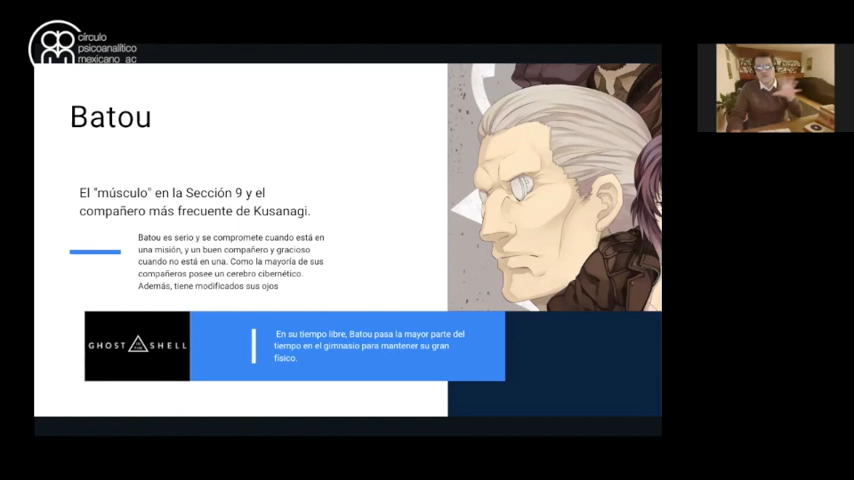 círculo
psicoanalítico
mexicano ac
Batou
El "músculo" en la Sección 9 y el
compañero más frecuente de Kusanagi.
Batou es serio y se compromete cuando está en
una misión, y un buen compañero y gracioso
cuando no está en una. Como la mayoría de sus
compañeros posee un cerebro cibernético.
Además, tiene modificados sus ojos
GHOST SHELL
En su tiempo libre, Batou pasa la mayor parte del
tiempo en el gimnasio para mantener su gran
físico.